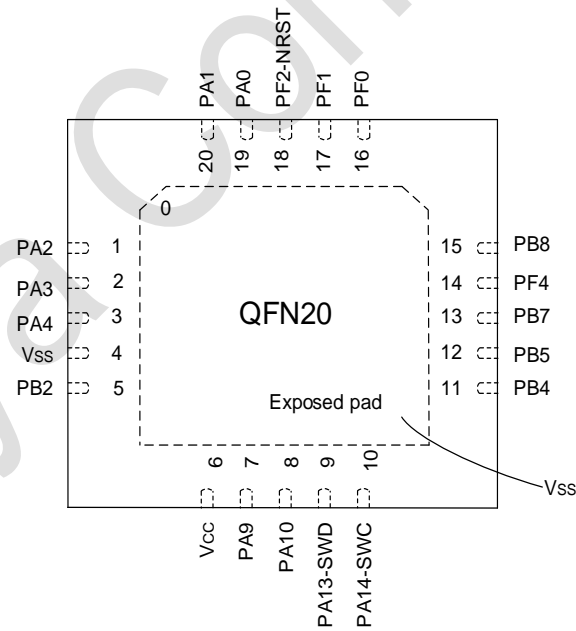 PA1
PA0
PF2-NRST
PF1
PF0
20
19
18
17
16
0
PA2 1
PA3 2
PA4 3
Vss 4
PB2 5
15 PB8
14 PF4
13 PB7
12 PB5
11 PB4
QFN20
Exposed pad
Vss
6
7
8
9
10
Vcc
PA9
PA10
PA13-SWD
PA14-SWC